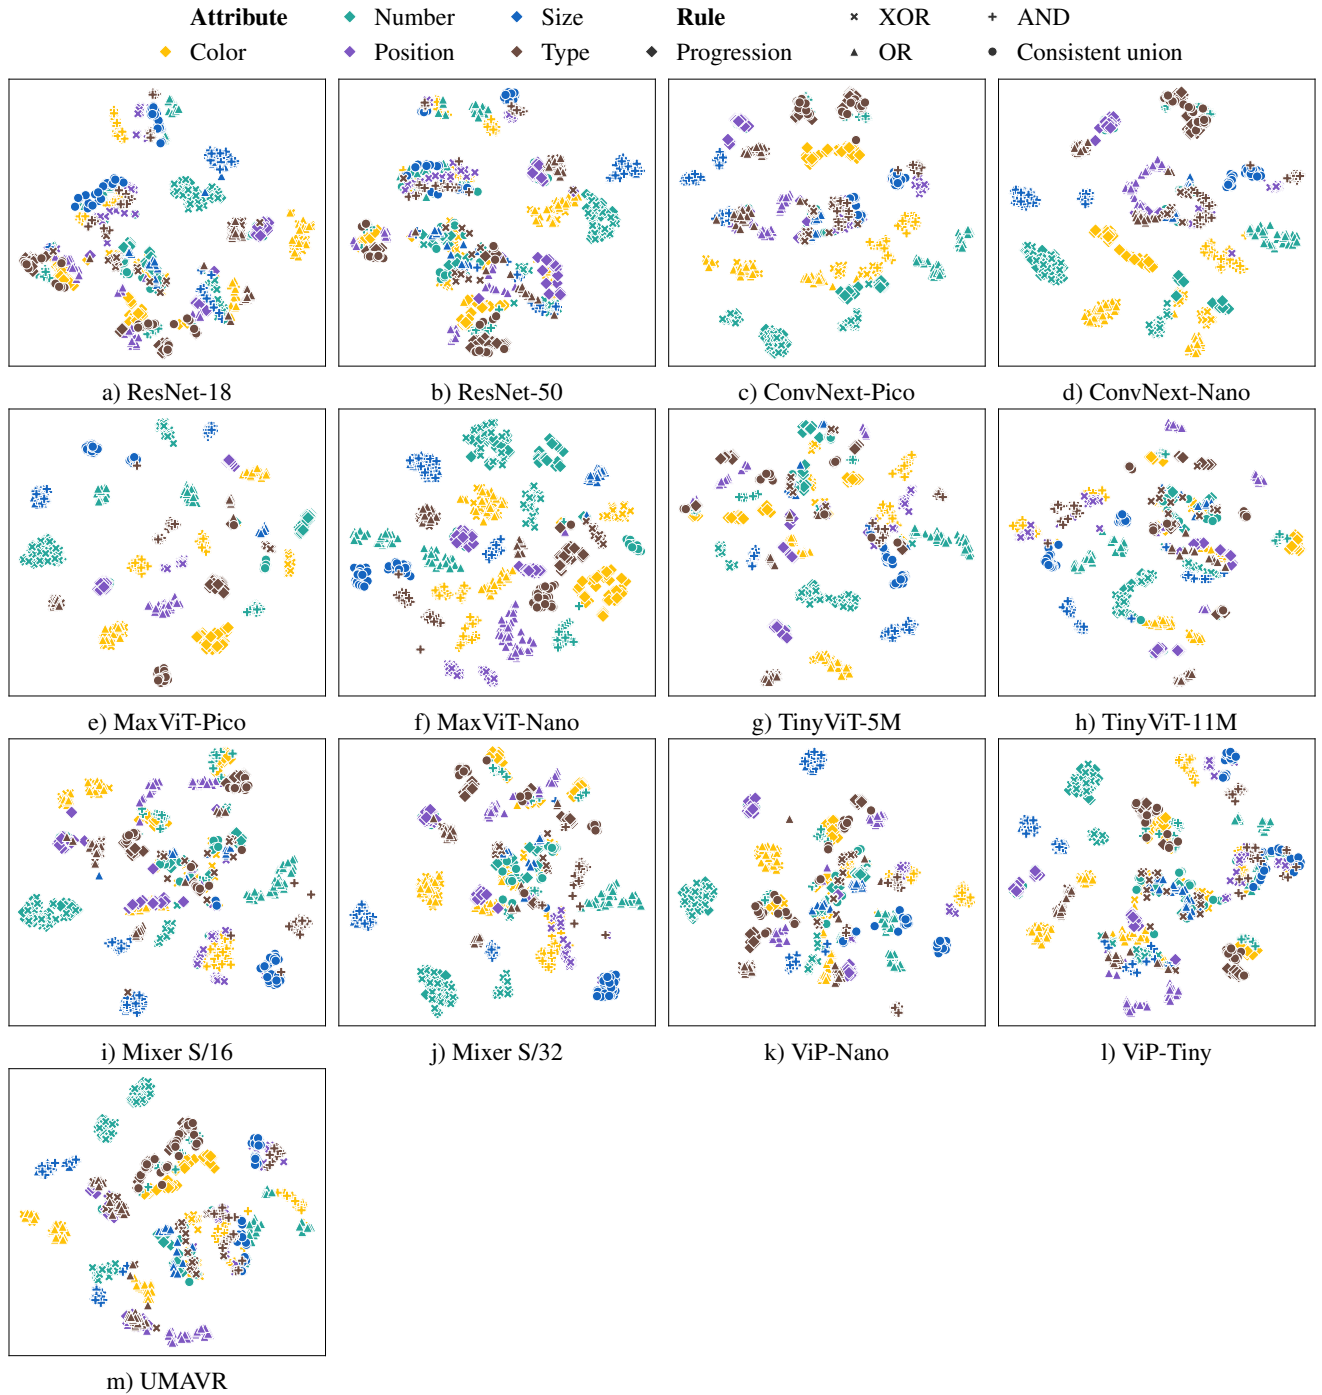 Attribute Number Size Rule XOR AND
Color Position Type Progression OR Consistent union
a) ResNet-18 b) ResNet-50 c) ConvNext-Pico d) ConvNext-Nano
e) MaxViT-Pico f) MaxViT-Nano g) TinyViT-5M h) TinyViT-11M
i) Mixer S/16 j) Mixer S/32 k) ViP-Nano l) ViP-Tiny
m) UMAVR